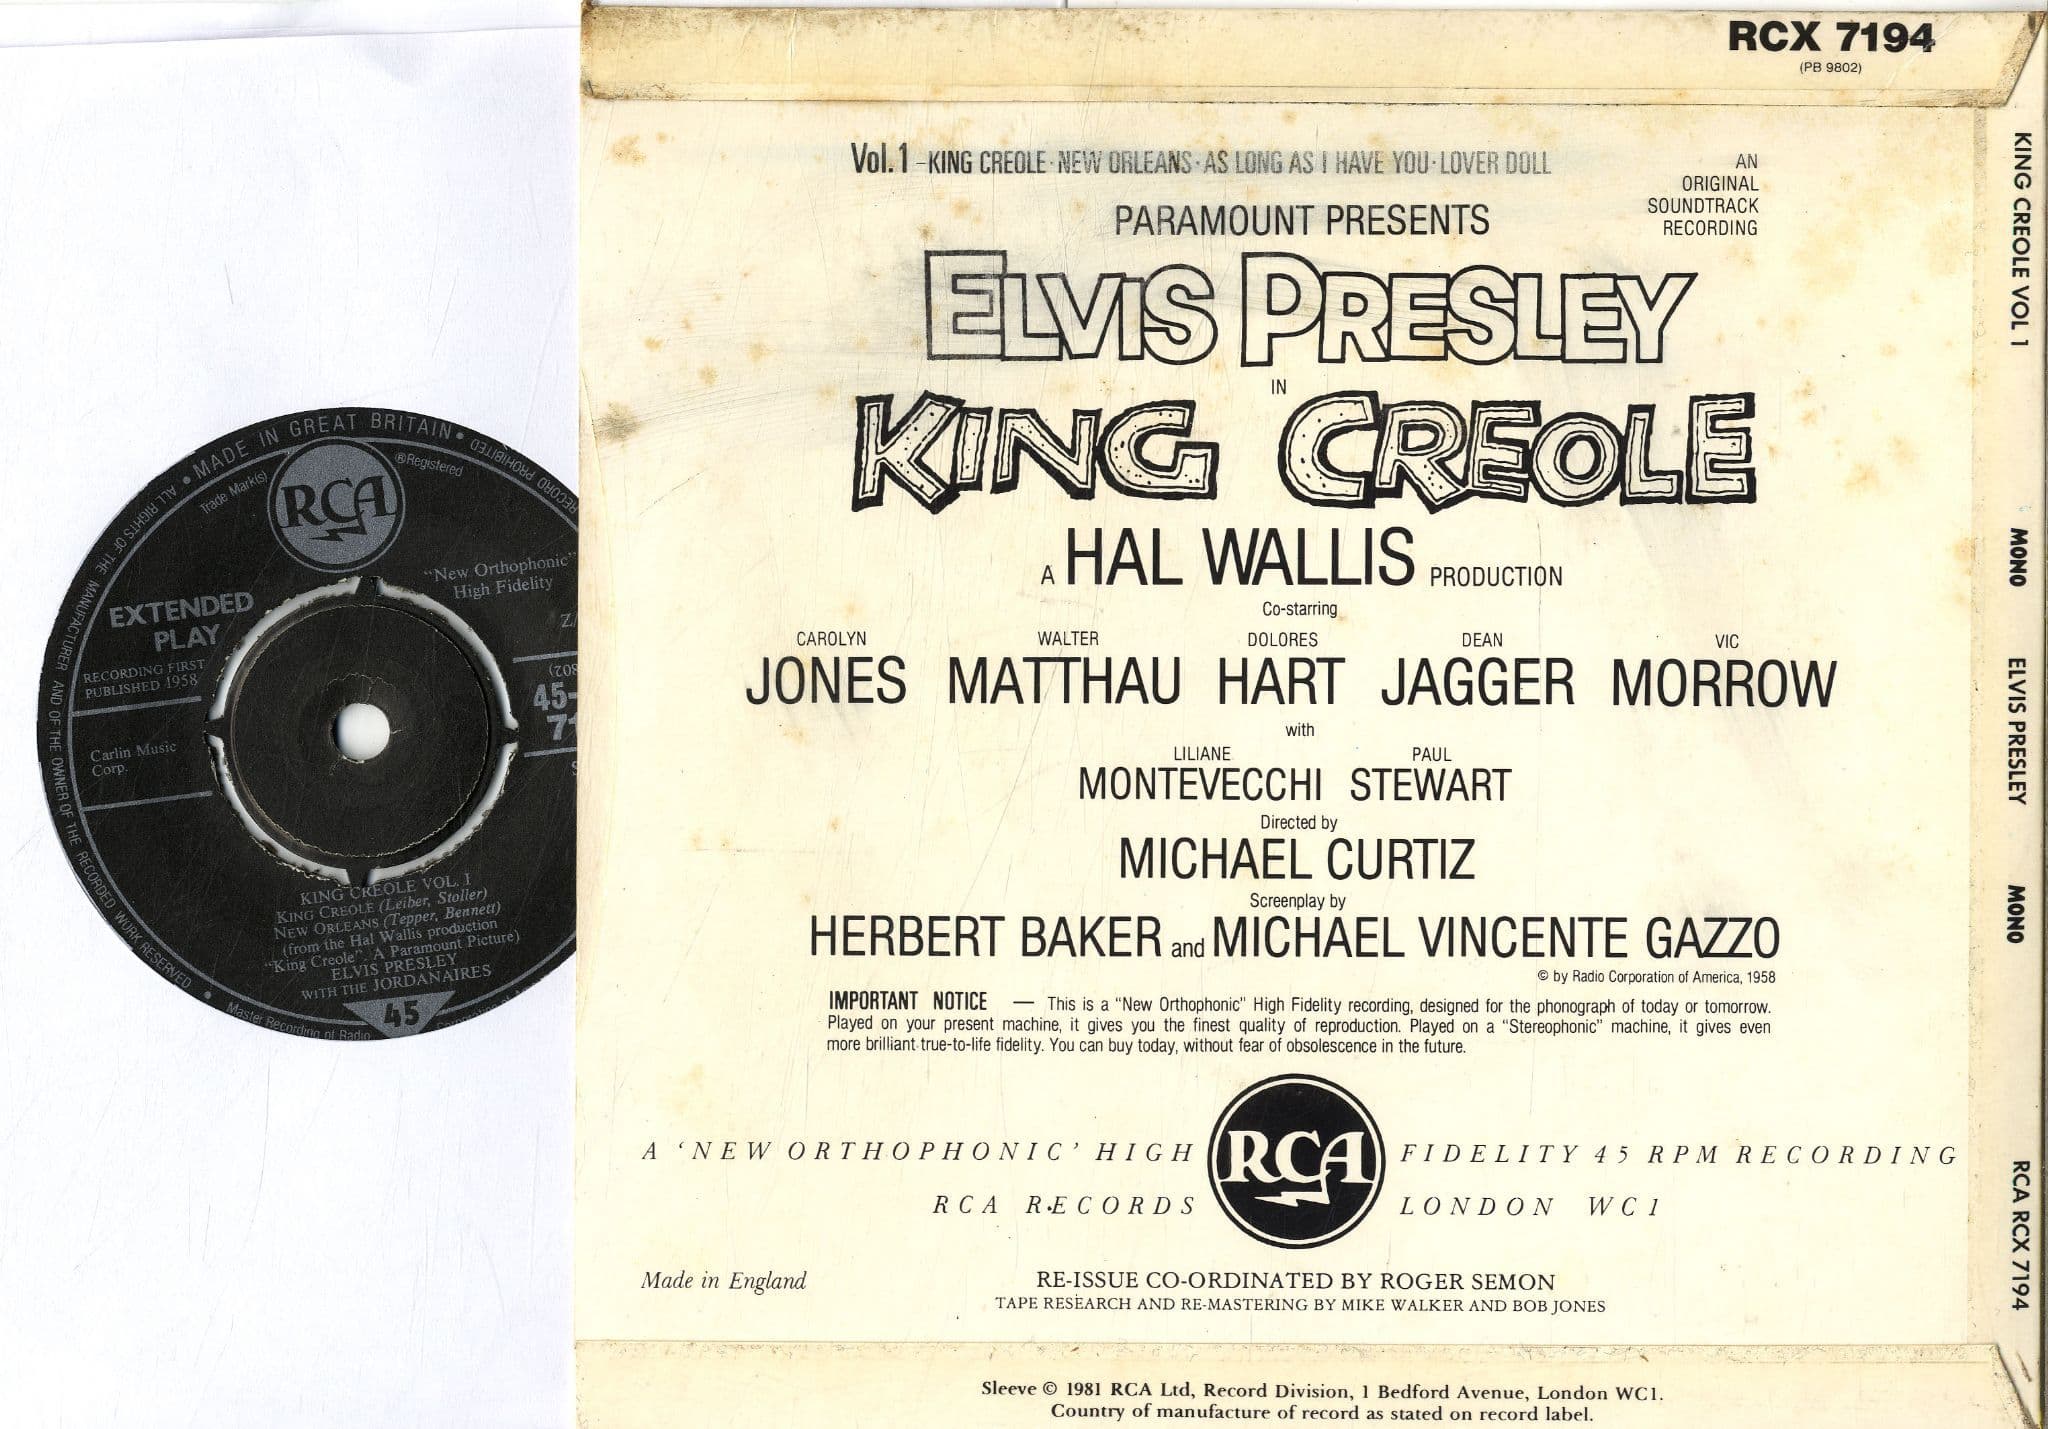 MADE IN GREAT BRITAIN
RECORD PROHIBITED
ALL RIGHTS OF THE MANUFACTURER AND OF THE OWNER OF THE RECORDED WORK RESERVED
Trade Mark(s)
®Registered
RCA
"New Orthophonic"
High Fidelity
EXTENDED
PLAY
RECORDING FIRST
PUBLISHED 1958
45-
Carlin Music
Corp.
KING CREOLE VOL. I
KING CREOLE (Leiber, Stoller)
NEW ORLEANS (Tepper, Bennett)
(from the Hal Wallis production
"King Creole". A Paramount Picture)
ELVIS PRESLEY
WITH THE JORDANAIRES
45
Master Recording of Radio
RCX 7194
(PB 9802)
Vol.1 – KING CREOLE · NEW ORLEANS · AS LONG AS I HAVE YOU · LOVER DOLL
AN
ORIGINAL
SOUNDTRACK
RECORDING
PARAMOUNT PRESENTS
ELVIS PRESLEY
IN
KING CREOLE
A HAL WALLIS PRODUCTION
Co-starring
CAROLYN WALTER DOLORES DEAN VIC
JONES MATTHAU HART JAGGER MORROW
with
LILIANE PAUL
MONTEVECCHI STEWART
Directed by
MICHAEL CURTIZ
Screenplay by
HERBERT BAKER and MICHAEL VINCENTE GAZZO
© by Radio Corporation of America, 1958
IMPORTANT NOTICE — This is a "New Orthophonic" High Fidelity recording, designed for the phonograph of today or tomorrow.
Played on your present machine, it gives you the finest quality of reproduction. Played on a "Stereophonic" machine, it gives even
more brilliant true-to-life fidelity. You can buy today, without fear of obsolescence in the future.
A 'NEW ORTHOPHONIC' HIGH RCA FIDELITY 45 RPM RECORDING
RCA RECORDS LONDON WC1
Made in England
RE-ISSUE CO-ORDINATED BY ROGER SEMON
TAPE RESEARCH AND RE-MASTERING BY MIKE WALKER AND BOB JONES
Sleeve © 1981 RCA Ltd, Record Division, 1 Bedford Avenue, London WC1.
Country of manufacture of record as stated on record label.
KING CREOLE VOL 1 MONO ELVIS PRESLEY MONO RCA RCX 7194